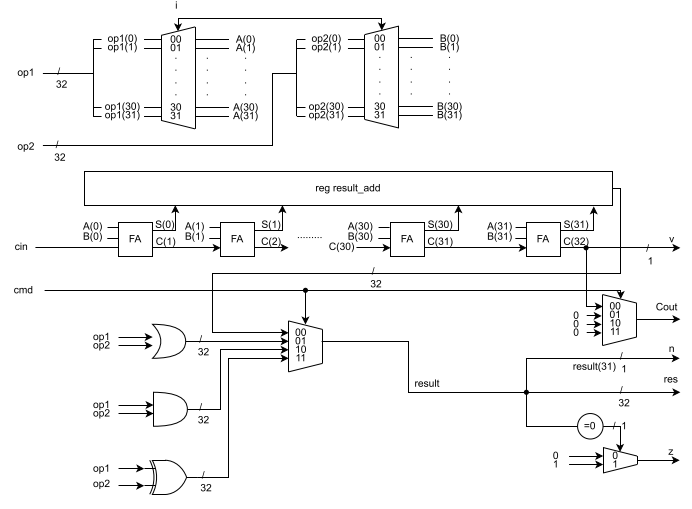 i
op1(0) 00 A(0) op2(0) 00 B(0)
op1(1) 01 A(1) op2(1) 01 B(1)
op1 32
op1(30) 30 A(30) op2(30) 30 B(30)
op1(31) 31 A(31) op2(31) 31 B(31)
op2 32
reg result_add
A(0) S(0) A(1) S(1) A(30) S(30) A(31) S(31)
B(0) FA B(1) FA B(30) FA B(31) FA
cin C(1) C(2) C(30) C(31) C(32) v
1
32
cmd
00
0 01 Cout
0 10
0 11
00
01
10
11
op1
op2 32
n
result(31) 1
result res
32
op1
op2 32
=0 1
0 0 z
1 1
op1
op2 32